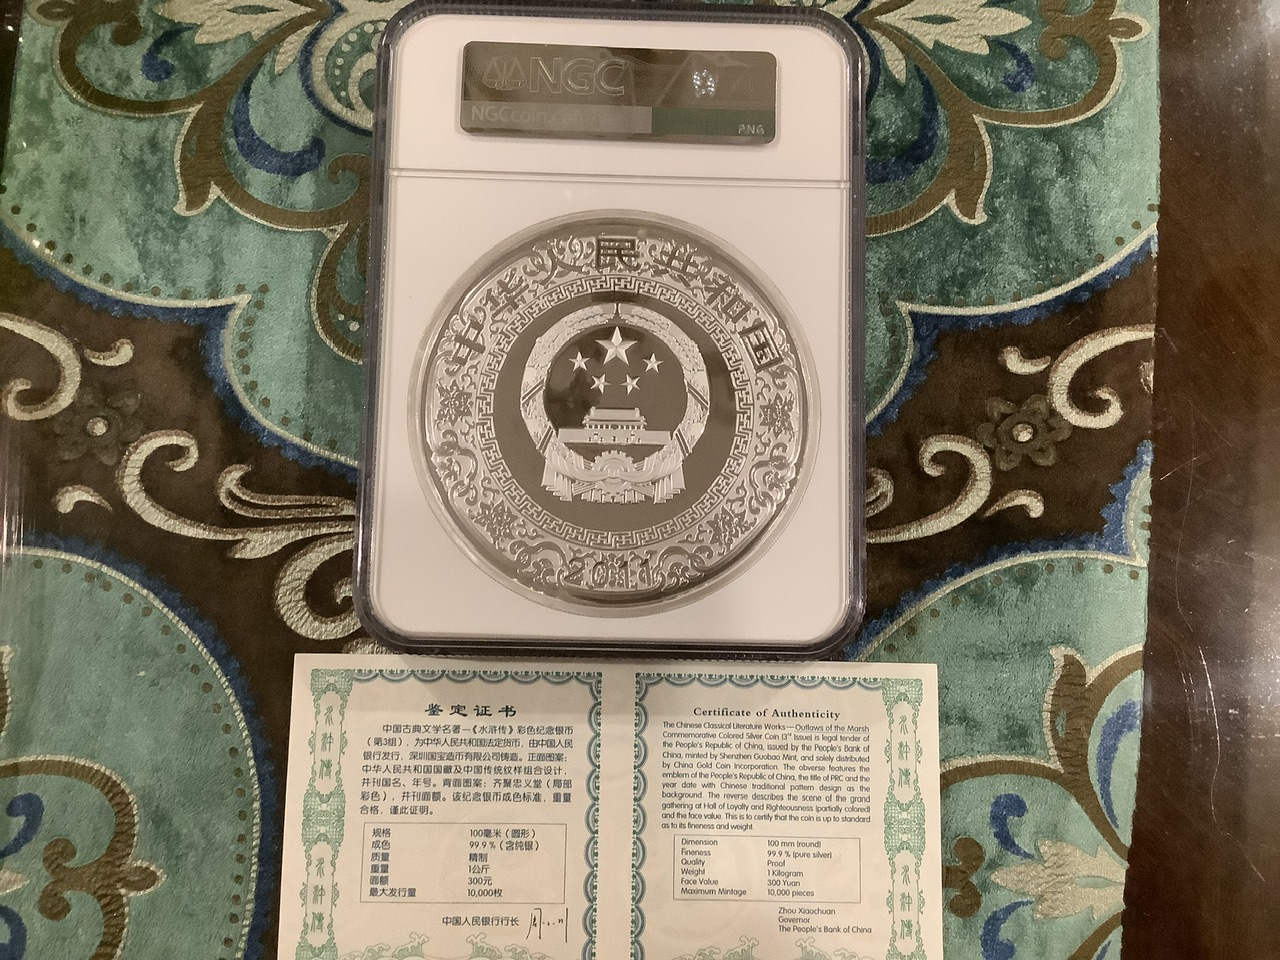 NGC
NGCcoin.com
PNG
中华人民共和国
2011
鉴定证书
中国古典文学名著—《水浒传》彩色纪念银币
（第3组），为中华人民共和国法定货币，由中国人民
银行发行，深圳国宝造币有限公司铸造。正面图案：
中华人民共和国国徽及中国传统纹样组合设计，
并刊国名、年号。背面图案：齐聚忠义堂（局部
彩色），并刊面额。该纪念银币成色标准，重量
合格，谨此证明。
规格 100毫米（圆形）
成色 99.9％（含纯银）
质量 精制
重量 1公斤
面额 300元
最大发行量 10,000枚
中国人民银行行长
水浒传
水浒传
Certificate of Authenticity
The Chinese Classical Literature Works—Outlaws of the Marsh
Commemorative Colored Silver Coin (3rd Issue) is legal tender of
the People's Republic of China, issued by the People's Bank of
China, minted by Shenzhen Guobao Mint, and solely distributed
by China Gold Coin Incorporation. The obverse features the
emblem of the People's Republic of China, the title of PRC and the
year date with Chinese traditional pattern design as the
background. The reverse describes the scene of the grand
gathering at Hall of Loyalty and Righteousness (partially colored)
and the face value. This is to certify that the coin is up to standard
as to its fineness and weight.
Dimension 100 mm (round)
Fineness 99.9% (pure silver)
Quality Proof
Weight 1 Kilogram
Face Value 300 Yuan
Maximum Mintage 10,000 pieces
Zhou Xiaochuan
Governor
The People's Bank of China
水浒传
水浒传